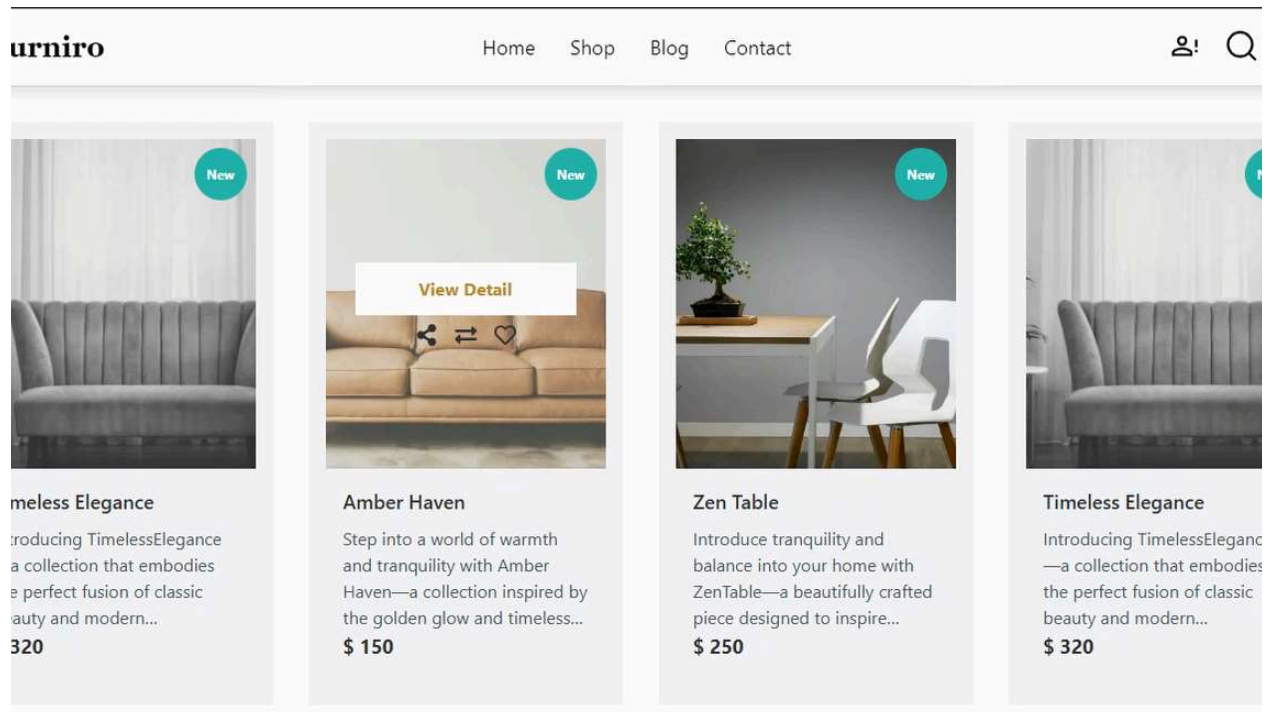 urniro
Home Shop Blog Contact
New
meless Elegance
troducing TimelessElegance
a collection that embodies
e perfect fusion of classic
auty and modern...
320
New
View Detail
Amber Haven
Step into a world of warmth
and tranquility with Amber
Haven—a collection inspired by
the golden glow and timeless...
$ 150
New
Zen Table
Introduce tranquility and
balance into your home with
ZenTable—a beautifully crafted
piece designed to inspire...
$ 250
N
Timeless Elegance
Introducing TimelessEleganc
—a collection that embodies
the perfect fusion of classic
beauty and modern...
$ 320